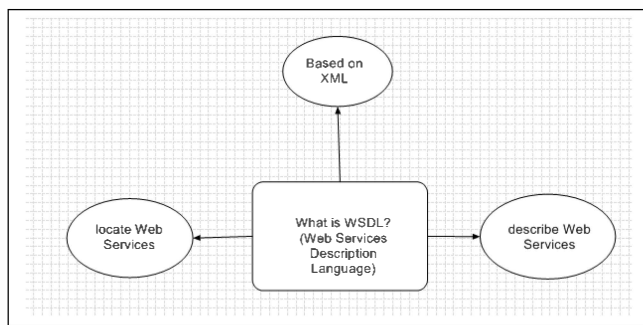 Based on
XML
locate Web
Services
What is WSDL?
(Web Services
Description
Language)
describe Web
Services